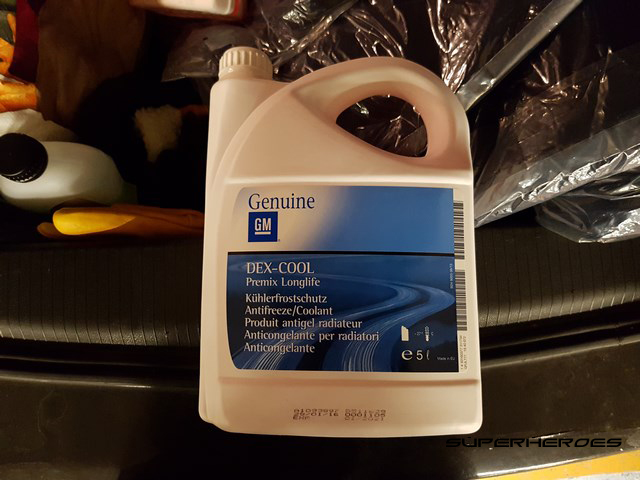 Genuine
GM
DEX-COOL
Premix Longlife
Kühlerfrostschutz
Antifreeze/Coolant
Produit antigel radiateur
Anticongelante per radiatori
Anticongelante
e 5 l
SUPERHEROES